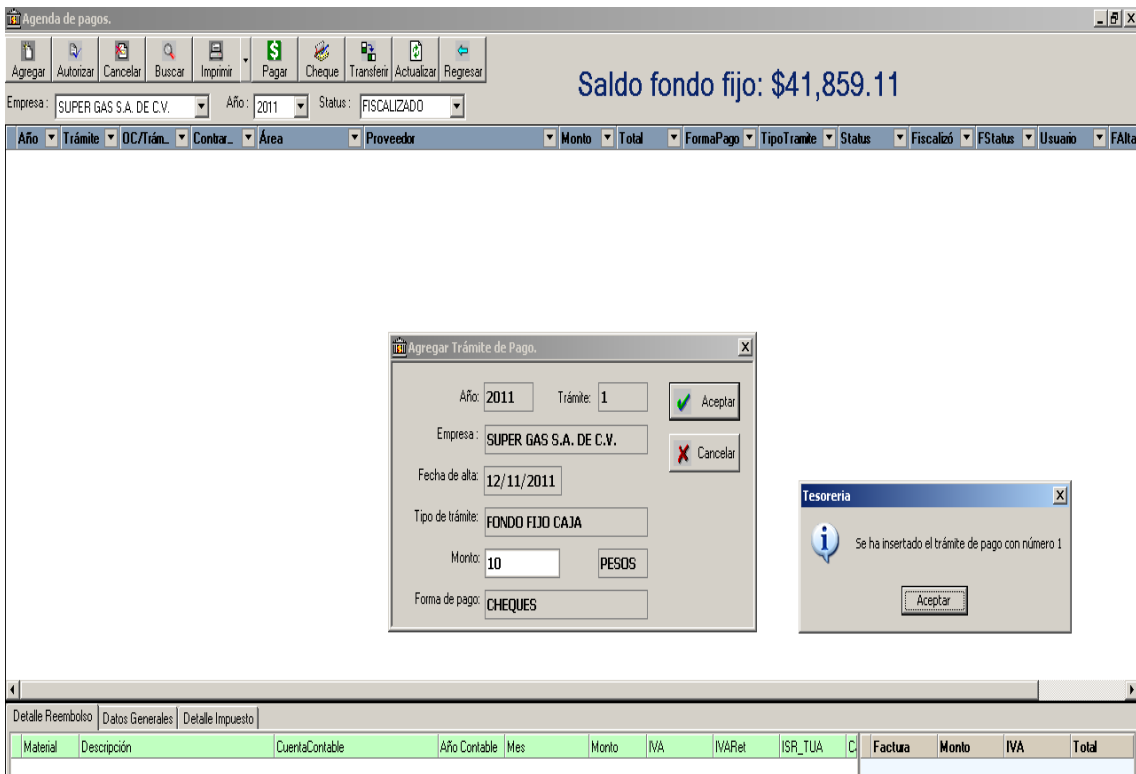 Agenda de pagos.
Agregar Autorizar Cancelar Buscar Imprimir Pagar Cheque Transferir Actualizar Regresar
Saldo fondo fijo: $41,859.11
Empresa: SUPER GAS S.A. DE C.V. Año: 2011 Status: FISCALIZADO
Año Trámite OC/Trám_ Contrar_ Área Proveedor Monto Total FormaPago TipoTramite Status Fiscalizó FStatus Usuario FAlta
Agregar Trámite de Pago.
Año: 2011 Trámite: 1 Aceptar
Empresa: SUPER GAS S.A. DE C.V.
Cancelar
Fecha de alta: 12/11/2011
Tipo de trámite: FONDO FIJO CAJA
Monto: 10 PESOS
Forma de pago: CHEQUES
Tesoreria
Se ha insertado el trámite de pago con número 1
Aceptar
Detalle Reembolso Datos Generales Detalle Impuesto
Material Descripción CuentaContable Año Contable Mes Monto IVA IVARet ISR_TUA Factura Monto IVA Total